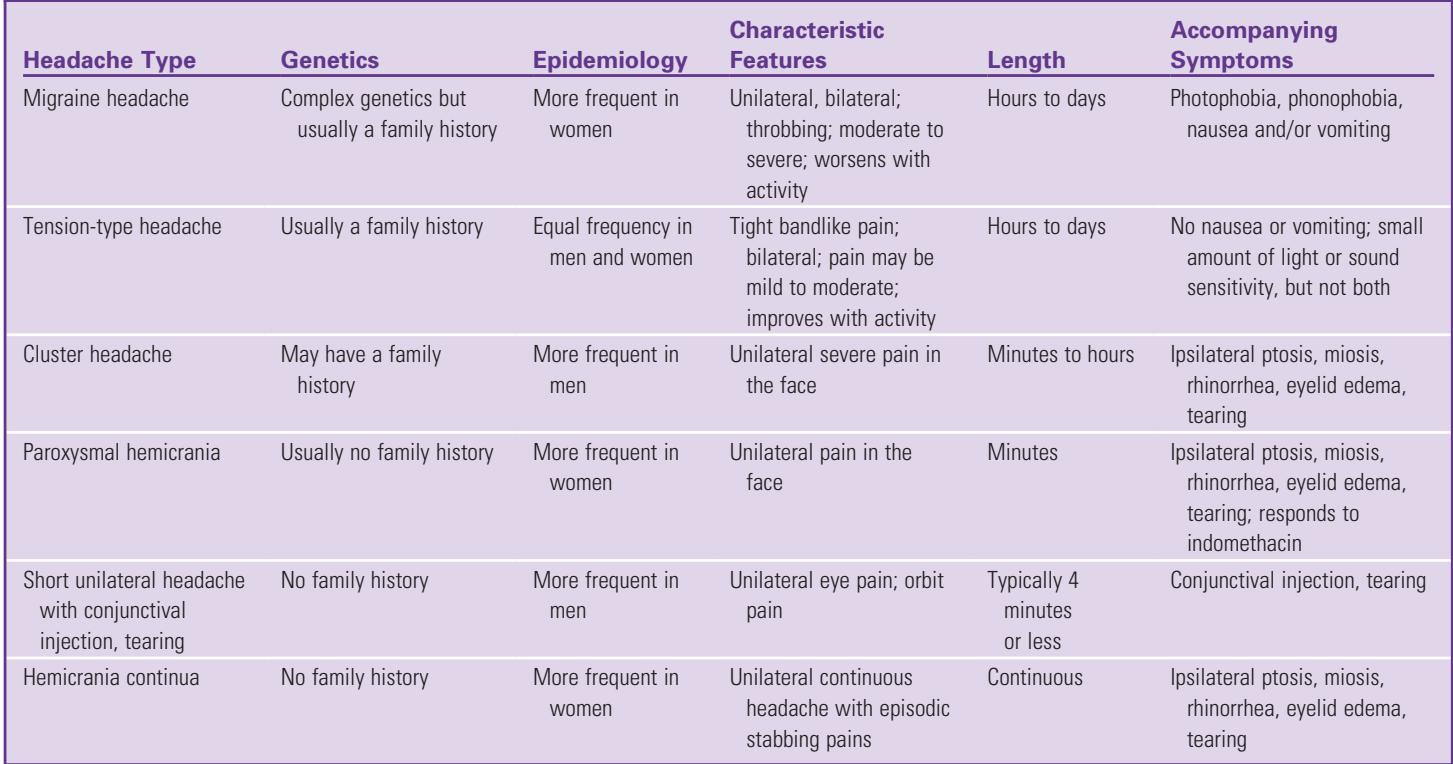 Headache Type Genetics Epidemiology Characteristic Features Length Accompanying Symptoms
Migraine headache
Complex genetics but
usually a family history
More frequent in
women
Unilateral, bilateral;
throbbing; moderate to
severe; worsens with
activity
Hours to days
Photophobia, phonophobia,
nausea and/or vomiting
Tension-type headache
Usually a family history
Equal frequency in
men and women
Tight bandlike pain;
bilateral; pain may be
mild to moderate;
improves with activity
Hours to days
No nausea or vomiting; small
amount of light or sound
sensitivity, but not both
Cluster headache
May have a family
history
More frequent in
men
Unilateral severe pain in
the face
Minutes to hours
Ipsilateral ptosis, miosis,
rhinorrhea, eyelid edema,
tearing
Paroxysmal hemicrania
Usually no family history
More frequent in
women
Unilateral pain in the
face
Minutes
Ipsilateral ptosis, miosis,
rhinorrhea, eyelid edema,
tearing; responds to
indomethacin
Short unilateral headache
with conjunctival
injection, tearing
No family history
More frequent in
men
Unilateral eye pain; orbit
pain
Typically 4
minutes
or less
Conjunctival injection, tearing
Hemicrania continua
No family history
More frequent in
women
Unilateral continuous
headache with episodic
stabbing pains
Continuous
Ipsilateral ptosis, miosis,
rhinorrhea, eyelid edema,
tearing